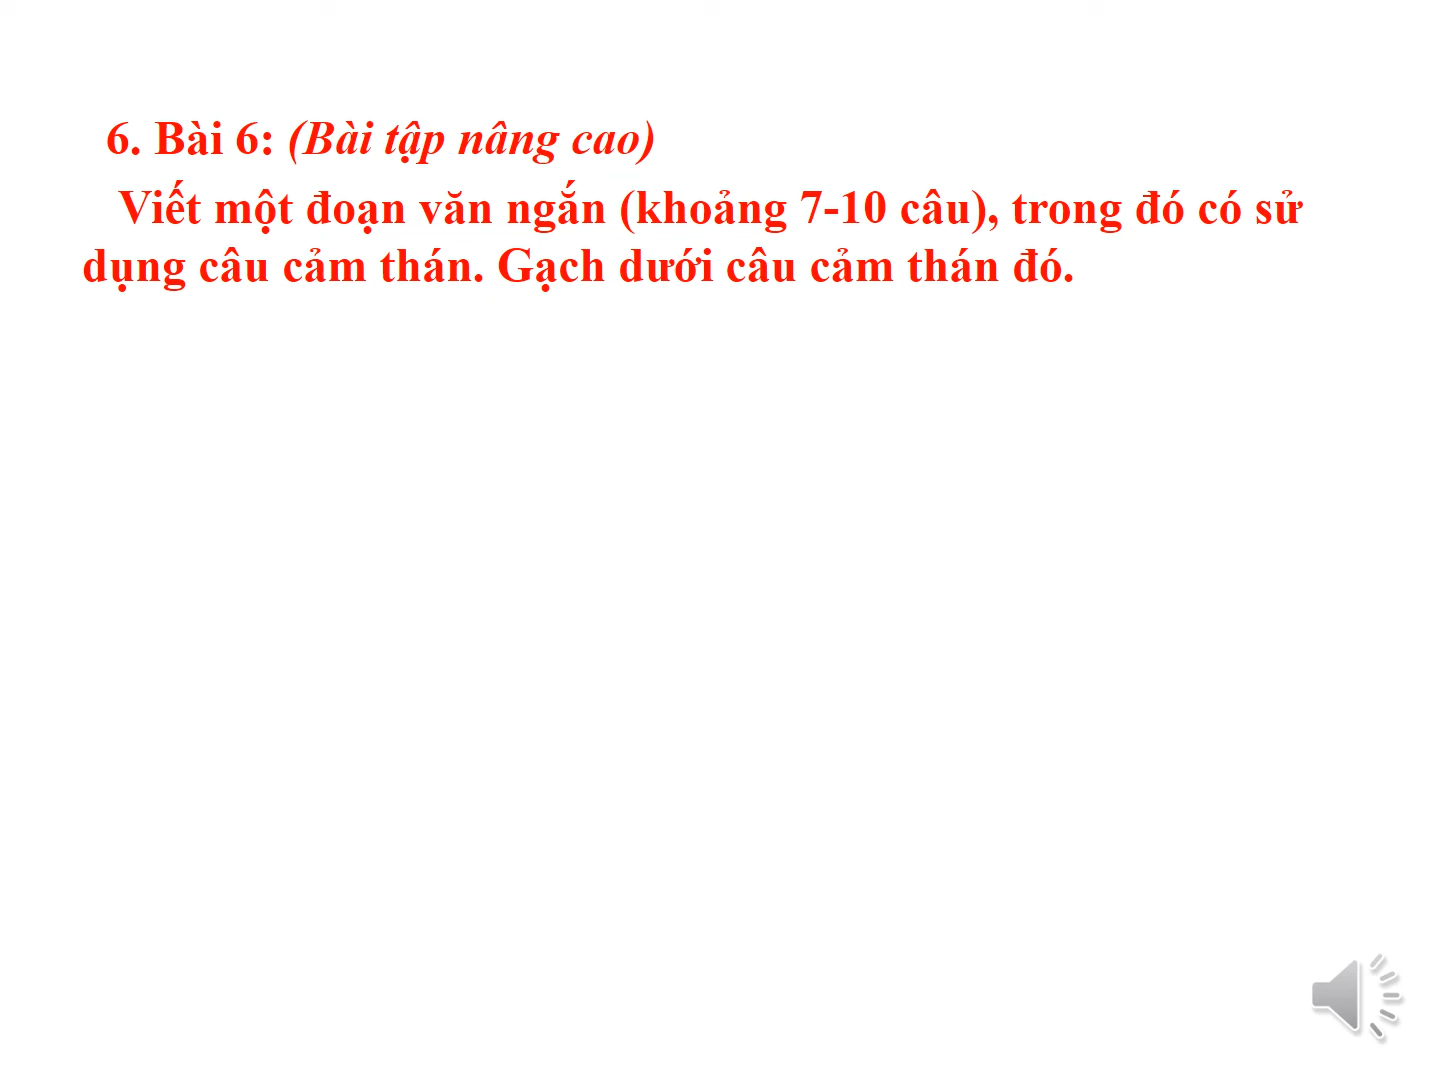 6. Bài 6: (Bài tập nâng cao)
Viết một đoạn văn ngắn (khoảng 7-10 câu), trong đó có sử
dụng câu cảm thán. Gạch dưới câu cảm thán đó.